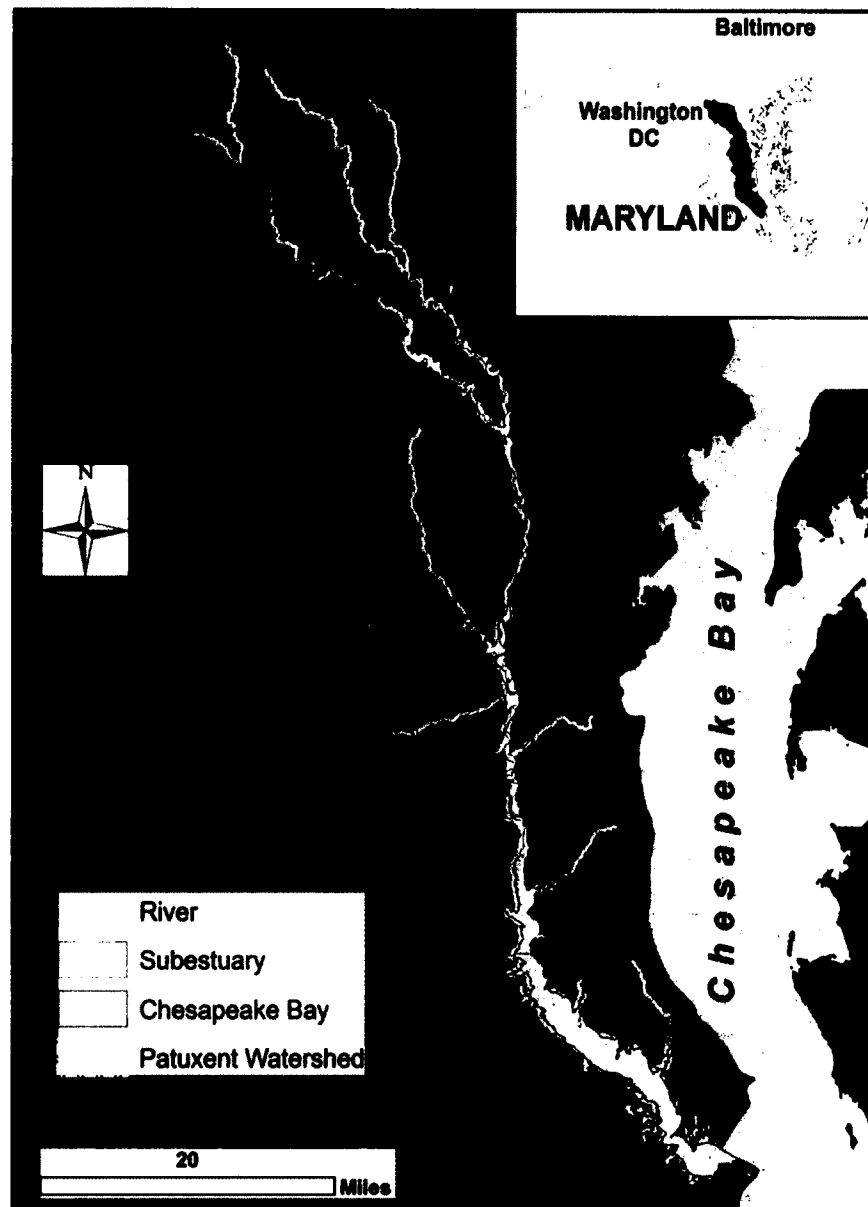 Baltimore
Washington
DC
MARYLAND
N
Chesapeake Bay
River
Subestuary
Chesapeake Bay
Patuxent Watershed
20
Miles